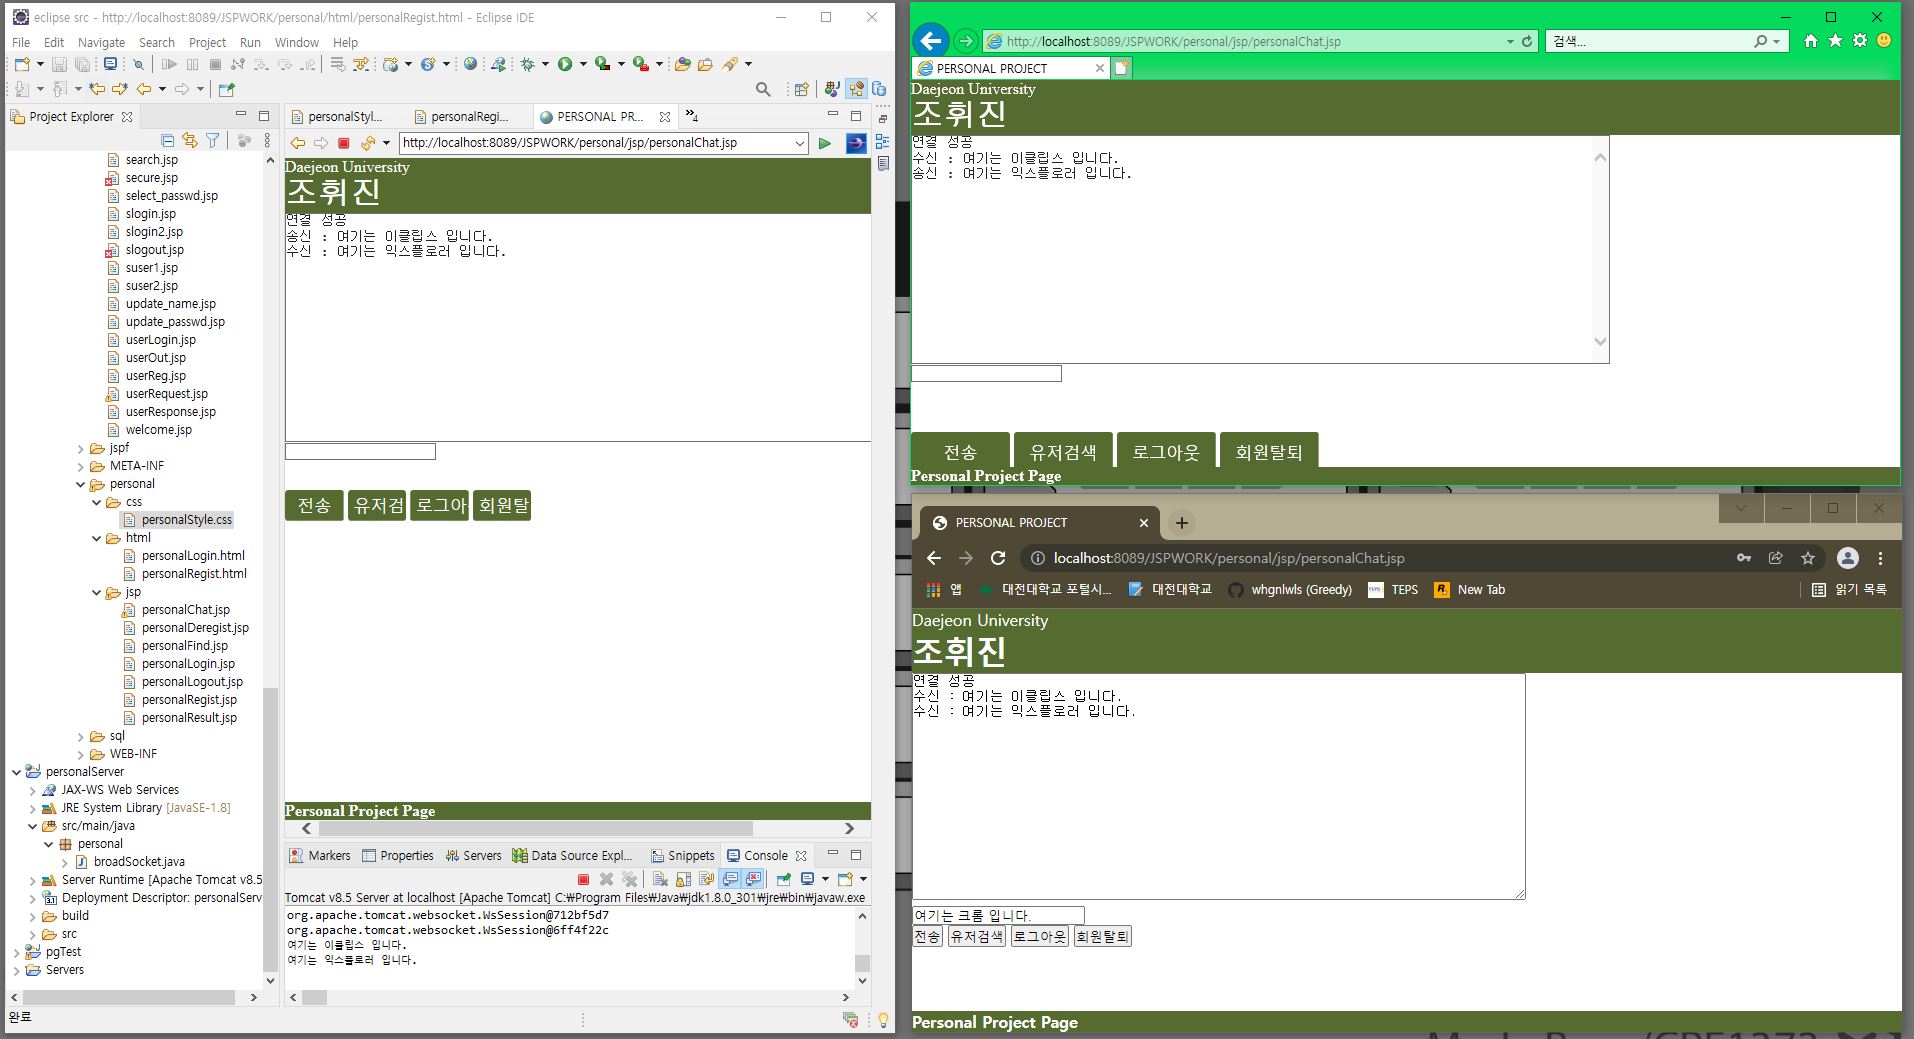 eclipse src - http://localhost:8089/JSPWORK/personal/html/personalRegist.html - Eclipse IDE
File Edit Navigate Search Project Run Window Help
Project Explorer
search.jsp
secure.jsp
select_passwd.jsp
slogin.jsp
slogin2.jsp
slogout.jsp
suser1.jsp
suser2.jsp
update_name.jsp
update_passwd.jsp
userLogin.jsp
userOut.jsp
userReg.jsp
userRequest.jsp
userResponse.jsp
welcome.jsp
jspf
META-INF
personal
css
personalStyle.css
html
personalLogin.html
personalRegist.html
jsp
personalChat.jsp
personalDeregist.jsp
personalFind.jsp
personalLogin.jsp
personalLogout.jsp
personalRegist.jsp
personalResult.jsp
sql
WEB-INF
personalServer
JAX-WS Web Services
JRE System Library [JavaSE-1.8]
src/main/java
personal
broadSocket.java
Server Runtime [Apache Tomcat v8.5
Deployment Descriptor: personalServ
build
src
pgTest
Servers
완료
personalStyl... personalRegi... PERSONAL PR... »4
http://localhost:8089/JSPWORK/personal/jsp/personalChat.jsp
Daejeon University
조휘진
연결 성공
송신 : 여기는 이클립스 입니다.
수신 : 여기는 익스플로러 입니다.
전송 유저검 로그아 회원탈
Personal Project Page
Markers Properties Servers Data Source Expl... Snippets Console
Tomcat v8.5 Server at localhost [Apache Tomcat] C:₩Program Files₩Java₩jdk1.8.0_301₩jre₩bin₩javaw.exe
org.apache.tomcat.websocket.WsSession@712bf5d7
org.apache.tomcat.websocket.WsSession@6ff4f22c
여기는 이클립스 입니다.
여기는 익스플로러 입니다.
http://localhost:8089/JSPWORK/personal/jsp/personalChat.jsp 검색...
PERSONAL PROJECT
Daejeon University
조휘진
연결 성공
수신 : 여기는 이클립스 입니다.
송신 : 여기는 익스플로러 입니다.
전송 유저검색 로그아웃 회원탈퇴
Personal Project Page
PERSONAL PROJECT
localhost:8089/JSPWORK/personal/jsp/personalChat.jsp
앱 대전대학교 포털시... 대전대학교 whgnlwls (Greedy) TEPS New Tab 읽기 목록
Daejeon University
조휘진
연결 성공
수신 : 여기는 이클립스 입니다.
수신 : 여기는 익스플로러 입니다.
여기는 크롬 입니다.
전송 유저검색 로그아웃 회원탈퇴
Personal Project Page